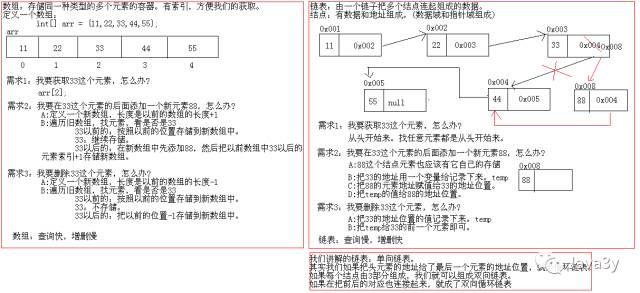 数组: 存储同一种类型的多个元素的容器。有索引,方便我们的获取。
定义一个数组:
int[] arr = {11,22,33,44,55};
arr
11 22 33 44 55
0 1 2 3 4
需求1: 我要获取33这个元素,怎么办?
arr[2];
需求2: 我要在33这个元素的后面添加一个新元素88,怎么办?
A:定义一个新数组,长度是以前的数组的长度+1
B:遍历旧数组,找元素,看是否是33
33以前的:按照以前的位置存储到新数组中。
33:继续存储。
33以后的:在新数组中先添加88,然后把以前数组中33以后的
元素索引+1存储新数组。
需求3: 我要删除33这个元素,怎么办?
A:定义一个新数组,长度是以前的数组的长度-1
B:遍历旧数组,找元素,看是否是33
33以前的:按照以前的位置存储到新数组中。
33:不存储。
33以后的:把以前的位置-1存储到新数组中。
数组: 查询快,增删慢
链表: 由一个链子把多个结点连起组成的数据。
结点: 有数据和地址组成。(数据域和指针域组成)
0x001 0x002 0x003
11 0x002 22 0x003 33 0x004 0x008
0x005 0x004 0x008
55 null 44 0x005 88 0x004
需求1: 我要获取33这个元素,怎么办?
从头开始来。找任意元素都是从头开始来。
需求2: 我要在33这个元素的后面添加一个新元素88,怎么办?
A:88这个结点元素也应该有它自己的存储
0x008
88
B:把33的地址用一个变量给记录下来。temp
C:把88的元素地址赋值给33的地址位置。
D:把temp的值给88的地址位置。
需求3: 我要删除33这个元素,怎么办?
A:把33的地址位置的值记录下来。temp
B:把temp给33的前一个元素即可。
链表: 查询慢,增删快
我们讲解的链表: 单向链表。
其实我们如果把头元素的地址给了最后一个元素的地址位置,
如果每个结点由3部分组成,我们就可以组成双向链表。
如果在把前后的对应也连接起来,就成了双向循环链表
Java3y